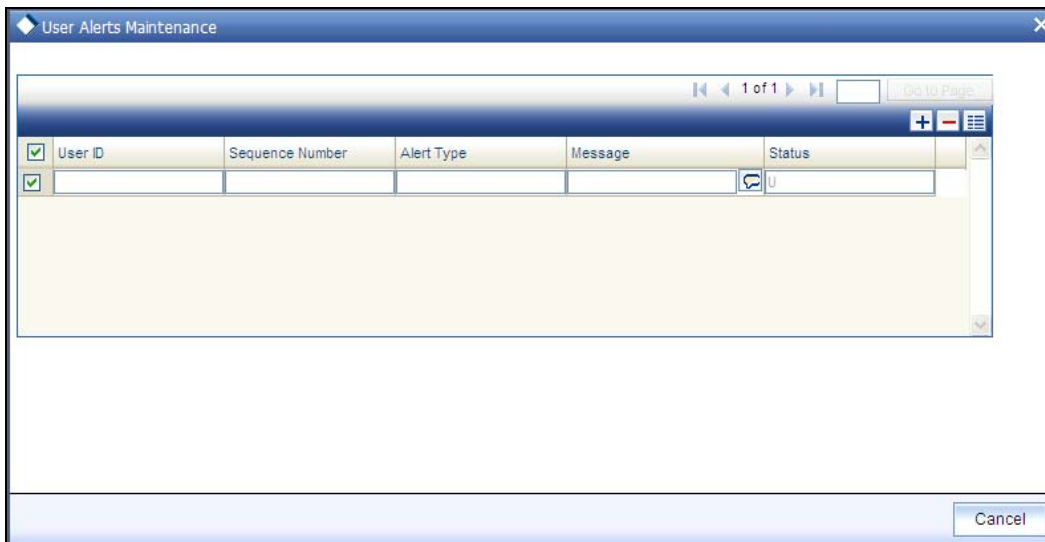 User Alerts Maintenance
1 of 1 Go to Page
User ID Sequence Number Alert Type Message Status
U
Cancel